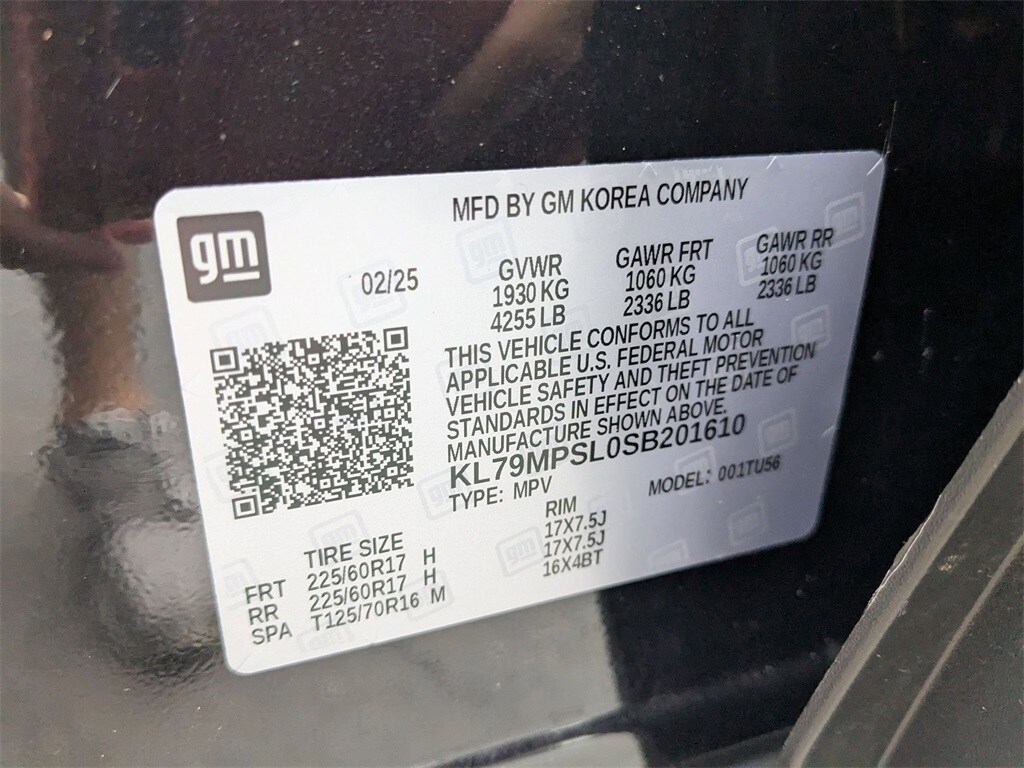 MFD BY GM KOREA COMPANY
gm
02/25
GVWR
1930 KG
4255 LB
GAWR FRT
1060 KG
2336 LB
GAWR RR
1060 KG
2336 LB
THIS VEHICLE CONFORMS TO ALL
APPLICABLE U.S. FEDERAL MOTOR
VEHICLE SAFETY AND THEFT PREVENTION
STANDARDS IN EFFECT ON THE DATE OF
MANUFACTURE SHOWN ABOVE.
KL79MPSL0SB201610
TYPE: MPV MODEL: 001TU56
TIRE SIZE RIM
FRT 225/60R17 H 17X7.5J
RR 225/60R17 H 17X7.5J
SPA T125/70R16 M 16X4BT